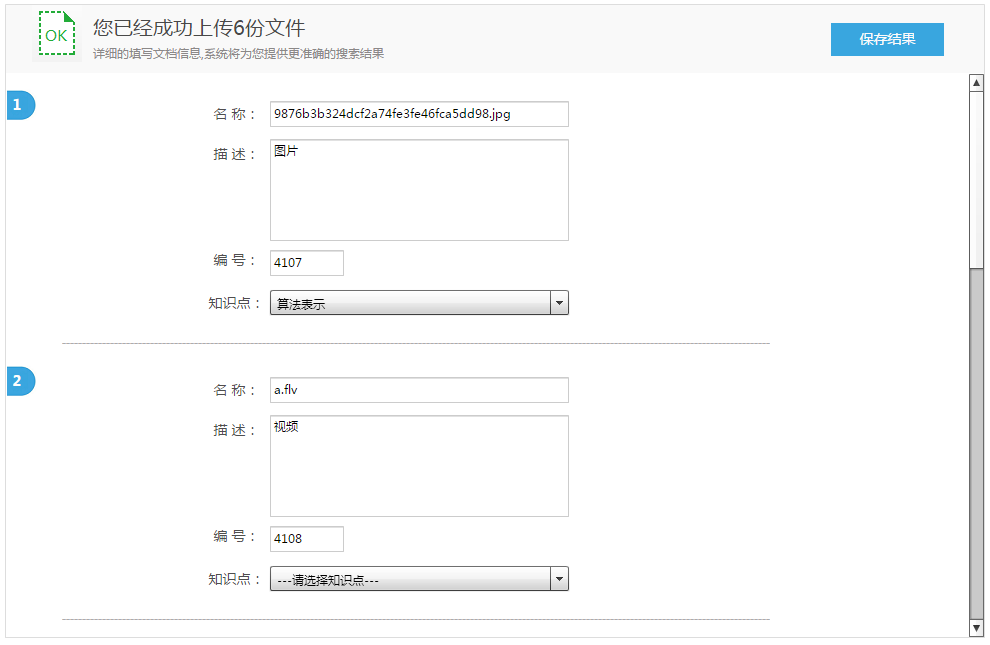 OK
您已经成功上传6份文件
详细的填写文档信息,系统将为您提供更准确的搜索结果
保存结果
1
名 称： 9876b3b324dcf2a74fe3fe46fca5dd98.jpg
描 述： 图片
编 号： 4107
知识点： 算法表示
2
名 称： a.flv
描 述： 视频
编 号： 4108
知识点： ---请选择知识点---